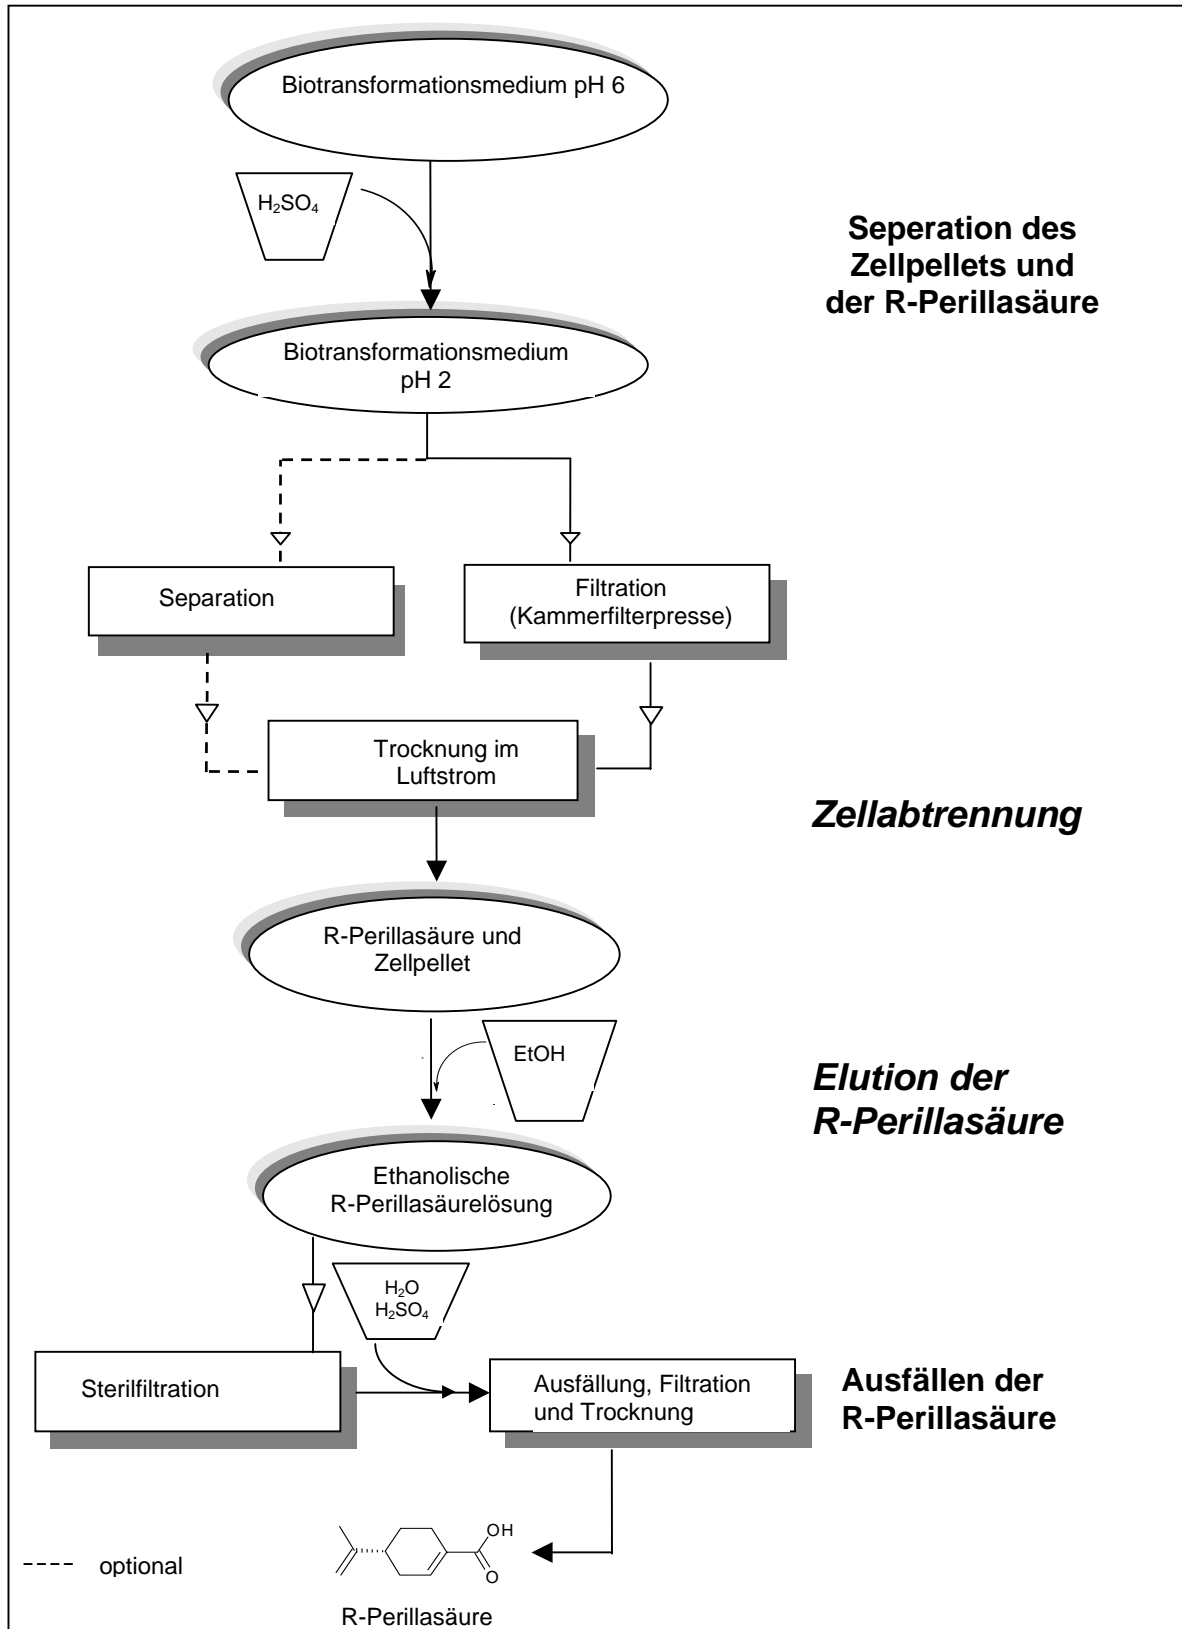 Biotransformationsmedium pH 6
H₂SO₄
Seperation des
Zellpellets und
der R-Perillasäure
Biotransformationsmedium
pH 2
Separation
Filtration
(Kammerfilterpresse)
Trocknung im
Luftstrom
Zellabtrennung
R-Perillasäure und
Zellpellet
EtOH
Elution der
R-Perillasäure
Ethanolische
R-Perillasäurelösung
H₂O
H₂SO₄
Sterilfiltration
Ausfällung, Filtration
und Trocknung
Ausfällen der
R-Perillasäure
OH
O
optional
R-Perillasäure